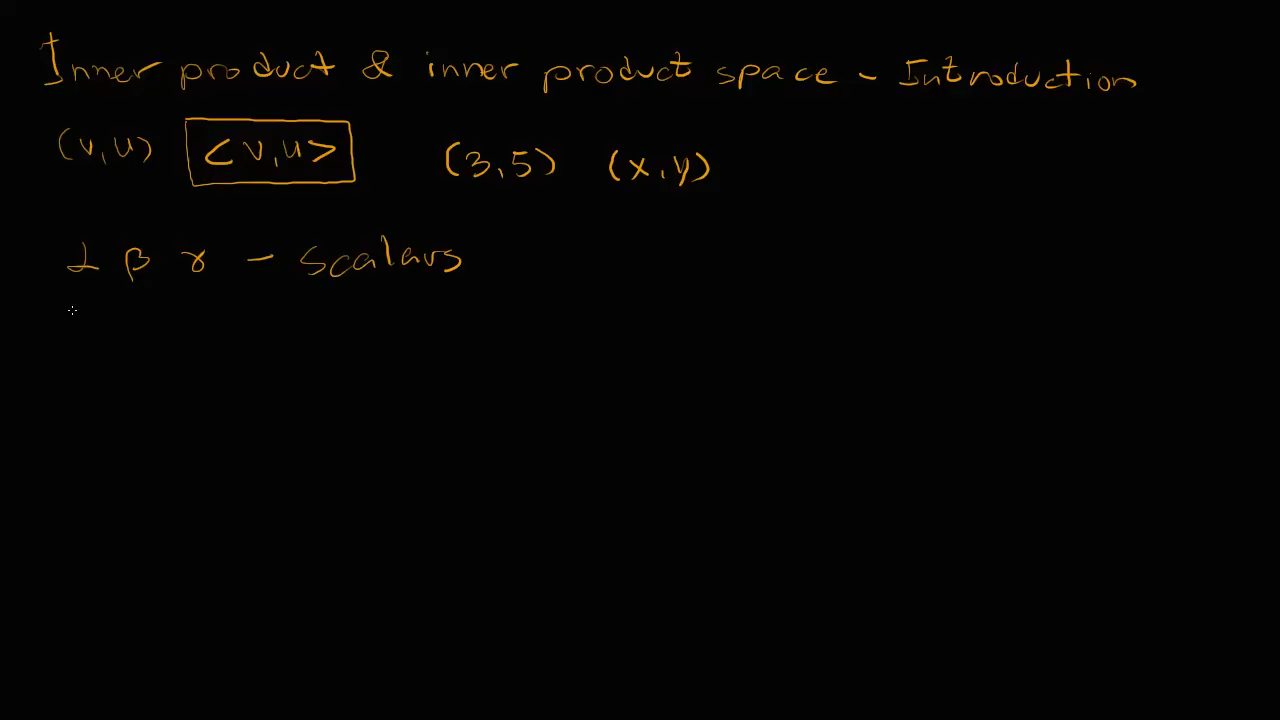 Inner product & inner product space - Introduction
(v,u) <v,u> (3,5) (x,y)
α β γ - scalars